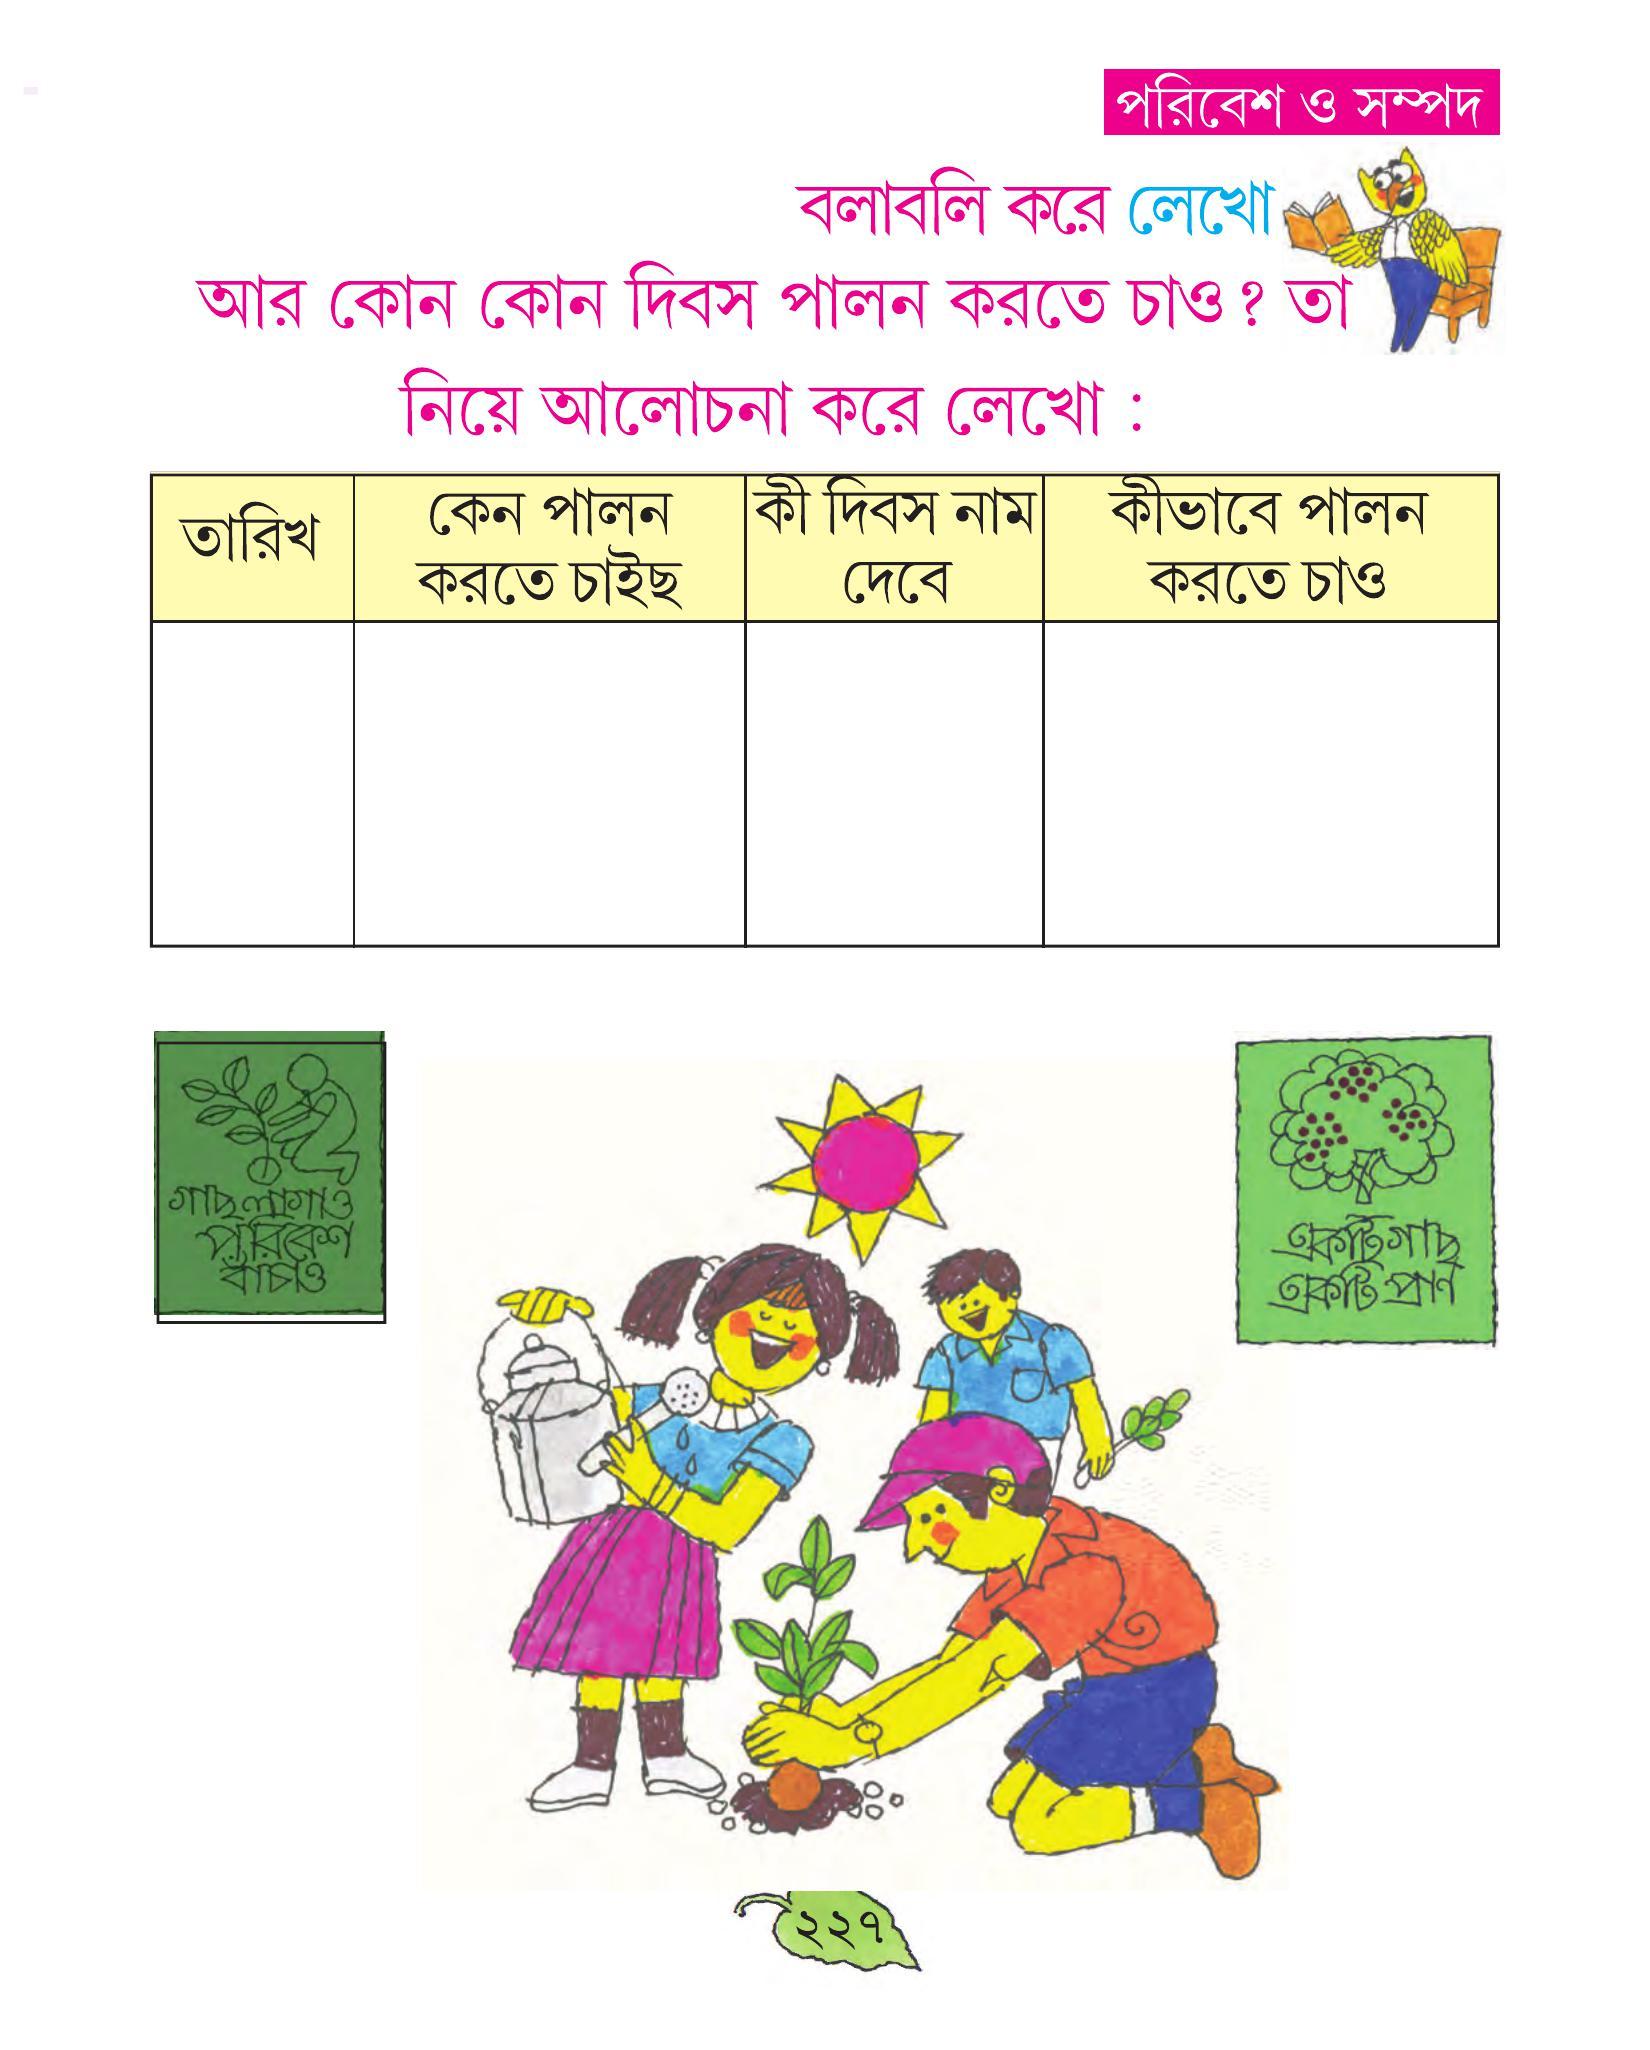 পরিবেশ ও সম্পদ
বলাবলি করে লেখো
আর কোন কোন দিবস পালন করতে চাও? তা
নিয়ে আলোচনা করে লেখো :
তারিখ
কেন পালন
করতে চাইছ
কী দিবস নাম
দেবে
কীভাবে পালন
করতে চাও
গাছ লাগাও
পরিবেশ
বাঁচাও
একটি গাছ
একটি প্রাণ
২২৭